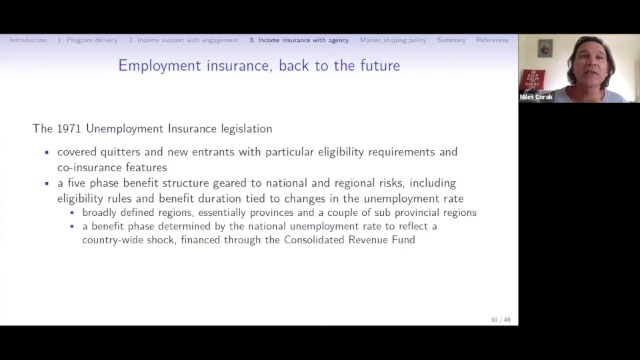 Introduction 1. Program delivery 2. Income support with engagement 3. Income insurance with agency Market shaping policy Summary References
Employment insurance, back to the future
The 1971 Unemployment Insurance legislation
covered quitters and new entrants with particular eligibility requirements and
co-insurance features
a five phase benefit structure geared to national and regional risks, including
eligibility rules and benefit duration tied to changes in the unemployment rate
broadly defined regions, essentially provinces and a couple of sub provincial regions
a benefit phase determined by the national unemployment rate to reflect a
country-wide shock, financed through the Consolidated Revenue Fund
30 / 46
Miles Corak